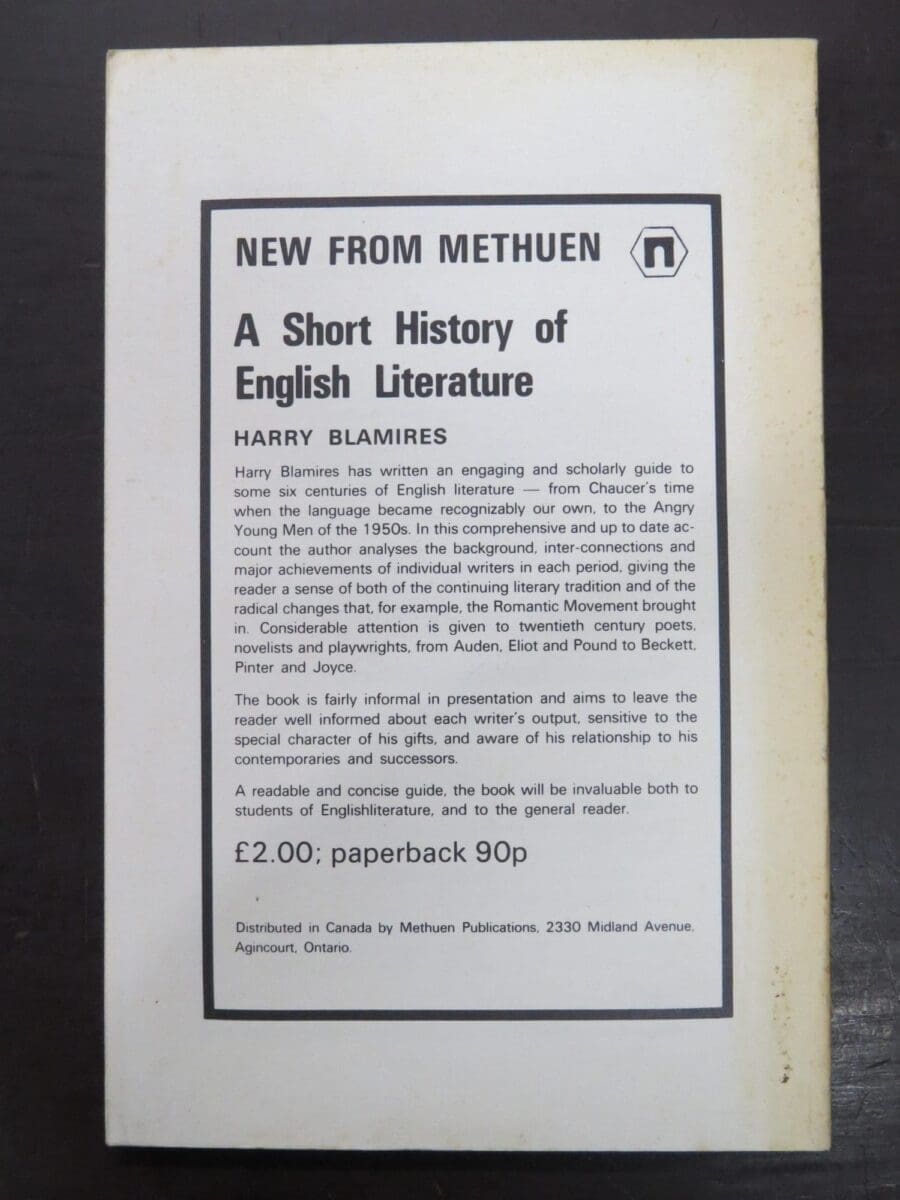 NEW FROM METHUEN
A Short History of
English Literature
HARRY BLAMIRES
Harry Blamires has written an engaging and scholarly guide to
some six centuries of English literature — from Chaucer's time
when the language became recognizably our own, to the Angry
Young Men of the 1950s. In this comprehensive and up to date ac-
count the author analyses the background, inter-connections and
major achievements of individual writers in each period, giving the
reader a sense of both of the continuing literary tradition and of the
radical changes that, for example, the Romantic Movement brought
in. Considerable attention is given to twentieth century poets,
novelists and playwrights, from Auden, Eliot and Pound to Beckett,
Pinter and Joyce.
The book is fairly informal in presentation and aims to leave the
reader well informed about each writer's output, sensitive to the
special character of his gifts, and aware of his relationship to his
contemporaries and successors.
A readable and concise guide, the book will be invaluable both to
students of Englishliterature, and to the general reader.
£2.00; paperback 90p
Distributed in Canada by Methuen Publications, 2330 Midland Avenue,
Agincourt, Ontario.